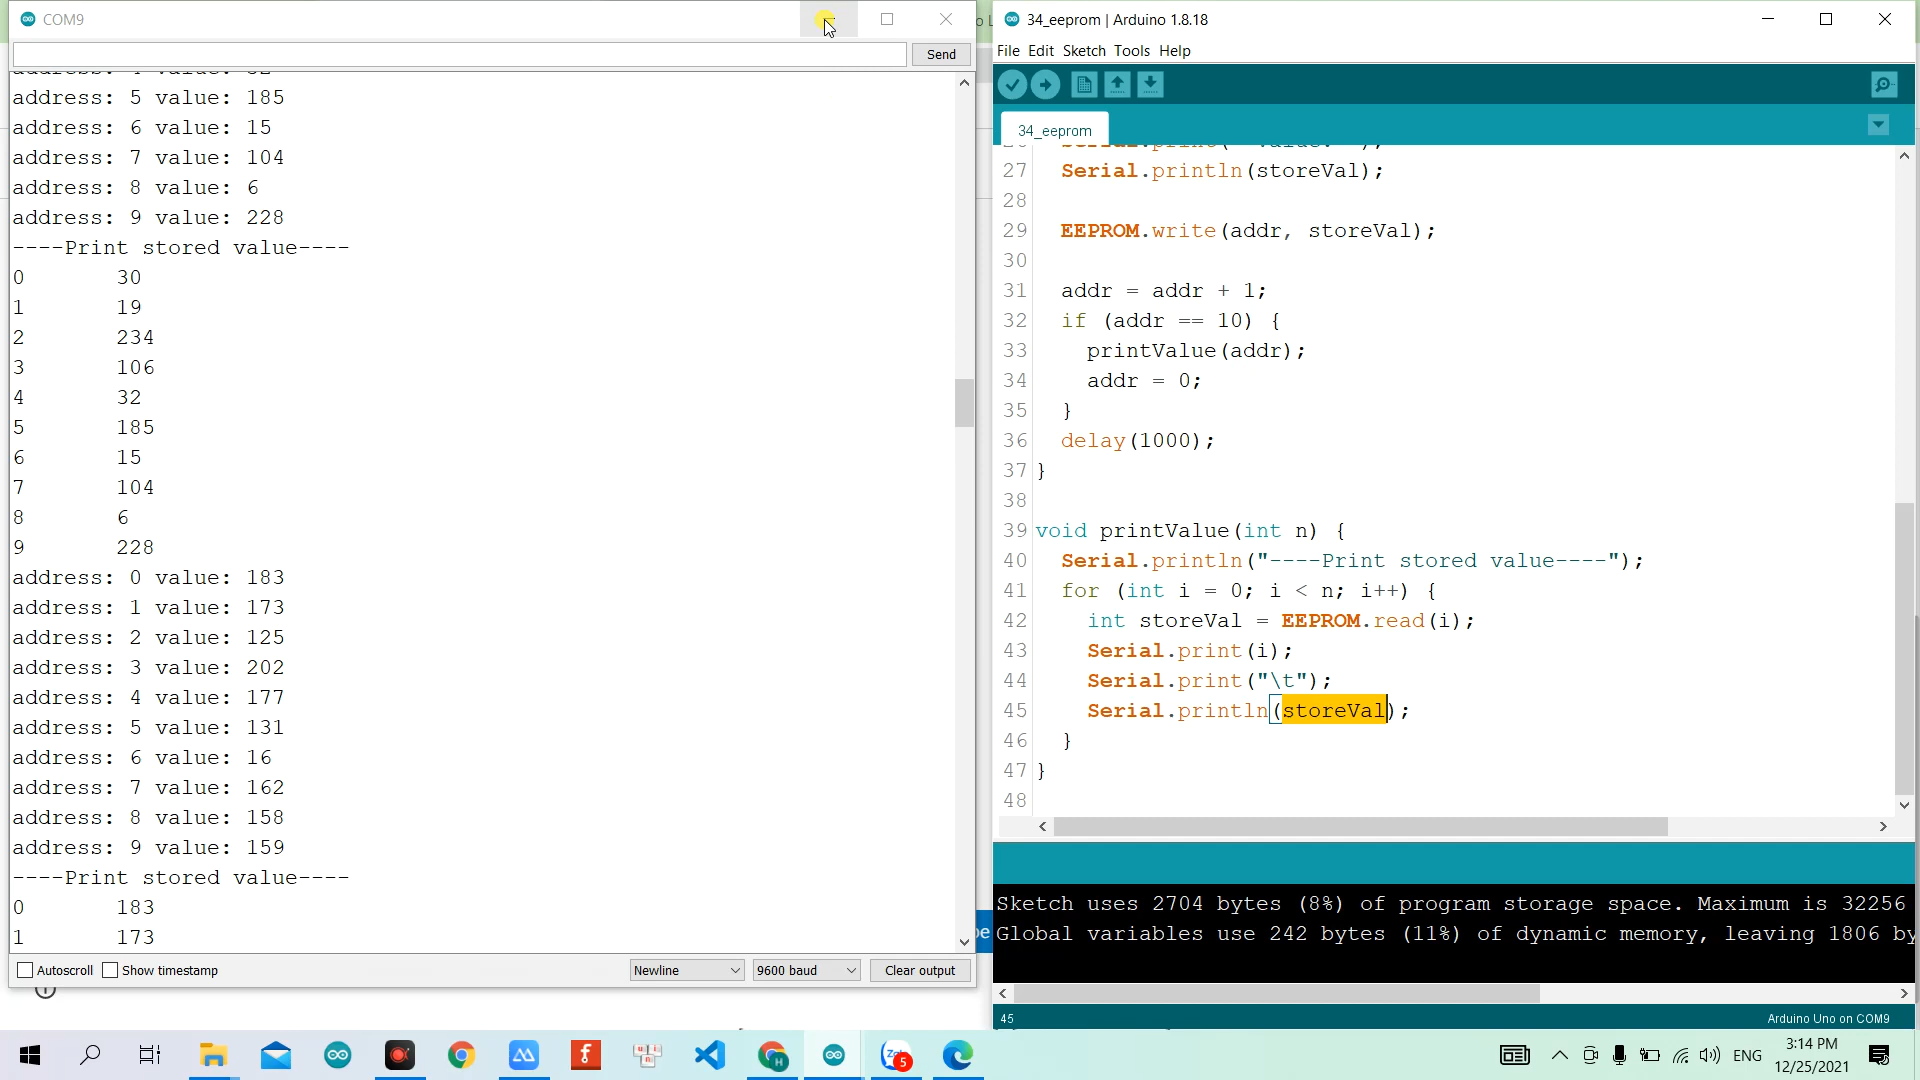 COM9
Send
address: 5 value: 185
address: 6 value: 15
address: 7 value: 104
address: 8 value: 6
address: 9 value: 228
----Print stored value----
0 30
1 19
2 234
3 106
4 32
5 185
6 15
7 104
8 6
9 228
address: 0 value: 183
address: 1 value: 173
address: 2 value: 125
address: 3 value: 202
address: 4 value: 177
address: 5 value: 131
address: 6 value: 16
address: 7 value: 162
address: 8 value: 158
address: 9 value: 159
----Print stored value----
0 183
1 173
Autoscroll Show timestamp Newline 9600 baud Clear output
34_eeprom | Arduino 1.8.18
File Edit Sketch Tools Help
34_eeprom
27 Serial.println(storeVal);
28
29 EEPROM.write(addr, storeVal);
30
31 addr = addr + 1;
32 if (addr == 10) {
33 printValue(addr);
34 addr = 0;
35 }
36 delay(1000);
37 }
38
39 void printValue(int n) {
40 Serial.println("----Print stored value----");
41 for (int i = 0; i < n; i++) {
42 int storeVal = EEPROM.read(i);
43 Serial.print(i);
44 Serial.print("\t");
45 Serial.println(storeVal);
46 }
47 }
48
Sketch uses 2704 bytes (8%) of program storage space. Maximum is 32256
Global variables use 242 bytes (11%) of dynamic memory, leaving 1806 by
45 Arduino Uno on COM9
ENG 3:14 PM
12/25/2021
5